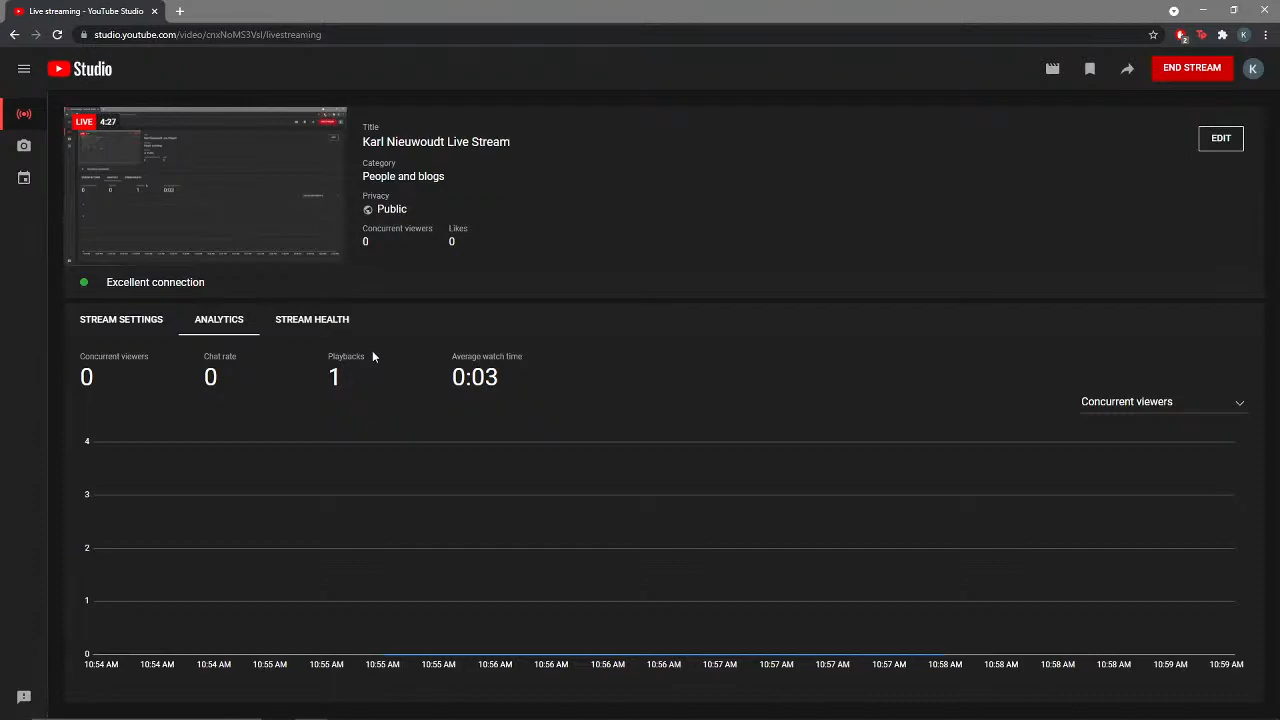 Live streaming - YouTube Studio
studio.youtube.com/video/cnxNoMS3VsI/livestreaming
2
K
Studio
END STREAM
K
LIVE 4:27
Title
Karl Nieuwoudt Live Stream
EDIT
Category
People and blogs
Privacy
Public
Concurrent viewers Likes
0 0
Excellent connection
STREAM SETTINGS ANALYTICS STREAM HEALTH
Concurrent viewers Chat rate Playbacks Average watch time
0 0 1 0:03
Concurrent viewers
4
3
2
1
0
10:54 AM 10:54 AM 10:54 AM 10:55 AM 10:55 AM 10:55 AM 10:55 AM 10:56 AM 10:56 AM 10:56 AM 10:56 AM 10:57 AM 10:57 AM 10:57 AM 10:57 AM 10:58 AM 10:58 AM 10:58 AM 10:58 AM 10:59 AM 10:59 AM